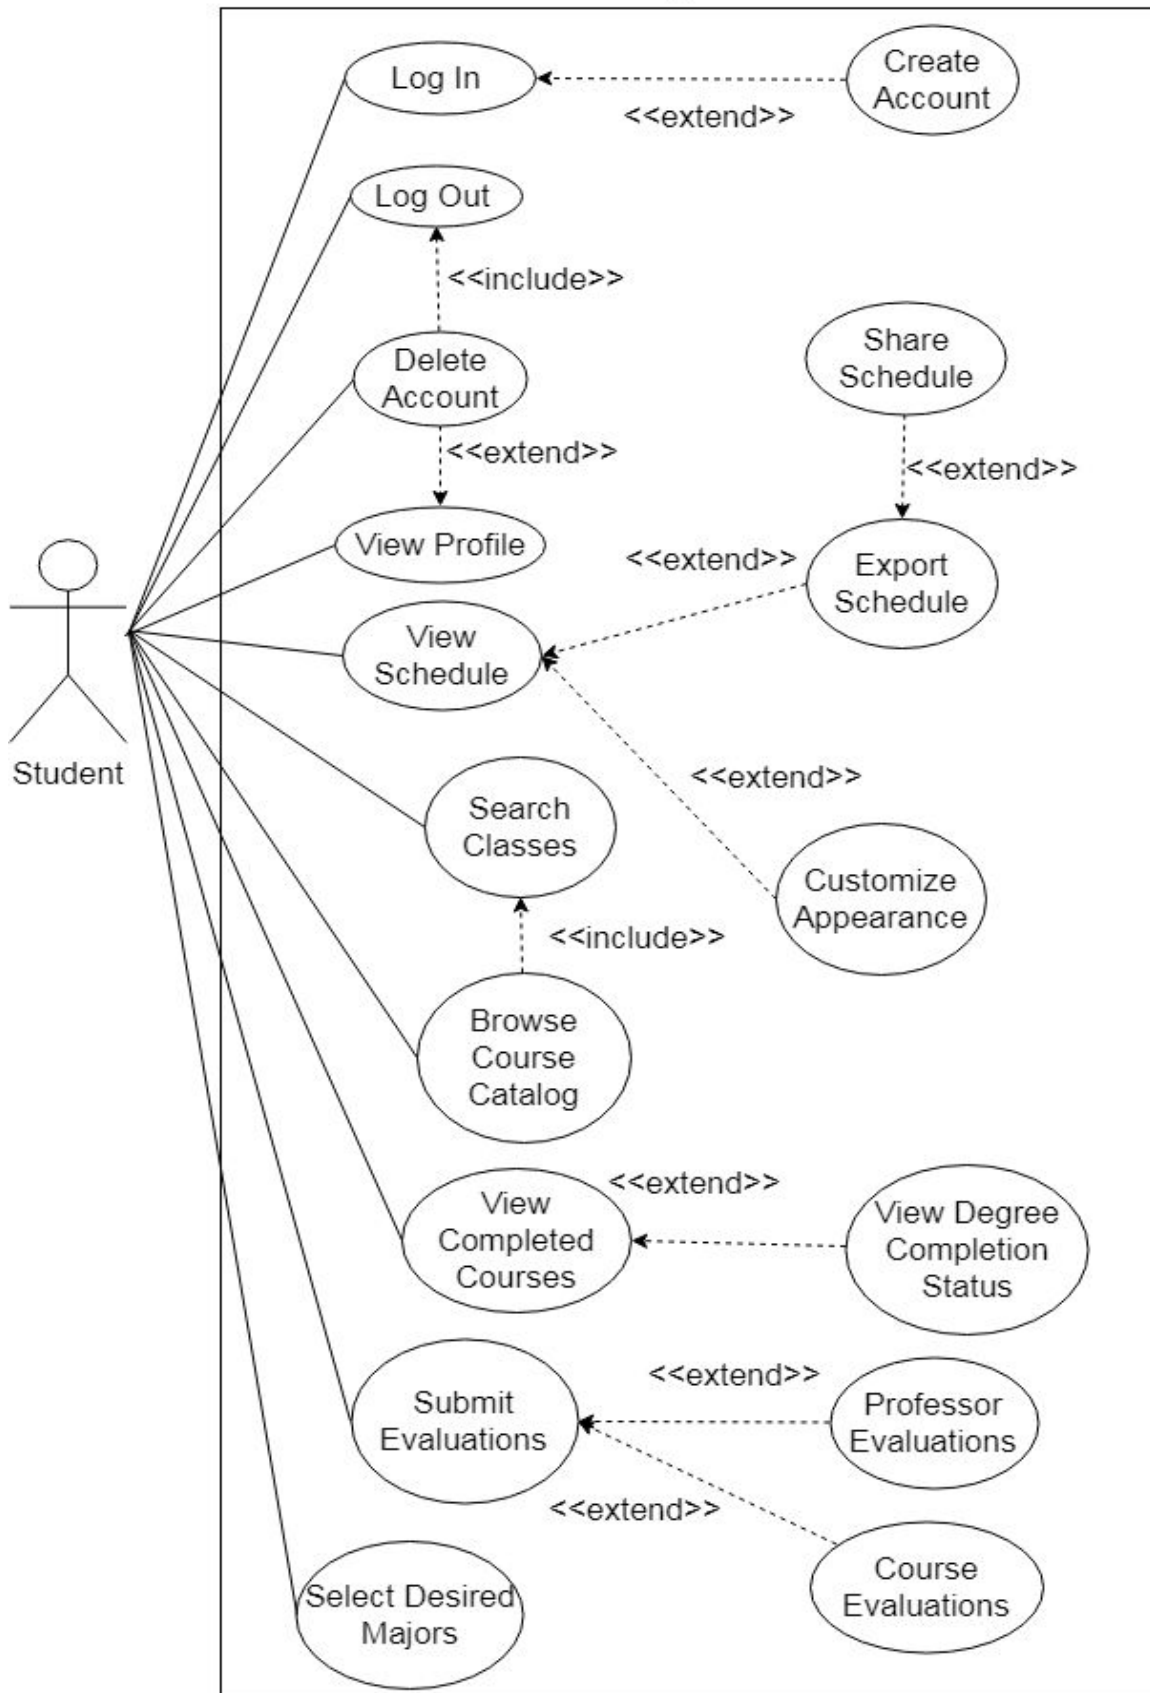 Log In
Create
Account
<<extend>>
Log Out
<<include>>
Share
Schedule
Delete
Account
<<extend>>
<<extend>>
View Profile
<<extend>>
Export
Schedule
View
Schedule
Student
<<extend>>
Search
Classes
Customize
Appearance
<<include>>
Browse
Course
Catalog
View
Completed
Courses
<<extend>>
View Degree
Completion
Status
Submit
Evaluations
<<extend>>
Professor
Evaluations
<<extend>>
Course
Evaluations
Select Desired
Majors